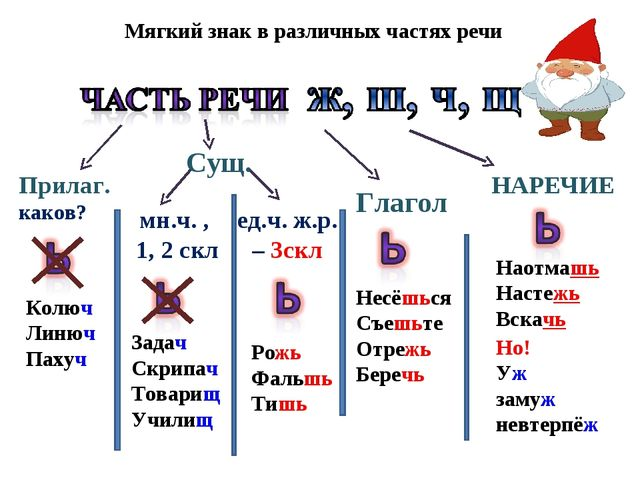 Мягкий знак в различных частях речи
ЧАСТЬ РЕЧИ Ж, Ш, Ч, Щ
Прилаг.
каков?
Ь
Колюч
Линюч
Пахуч
Сущ.
мн.ч. ,
1, 2 скл
Ь
Задач
Скрипач
Товарищ
Училищ
ед.ч. ж.р.
– 3скл
Ь
Рожь
Фальшь
Тишь
Глагол
Ь
Несёшься
Съешьте
Отрежь
Беречь
НАРЕЧИЕ
Ь
Наотмашь
Настежь
Вскачь
Но!
Уж
замуж
невтерпёж